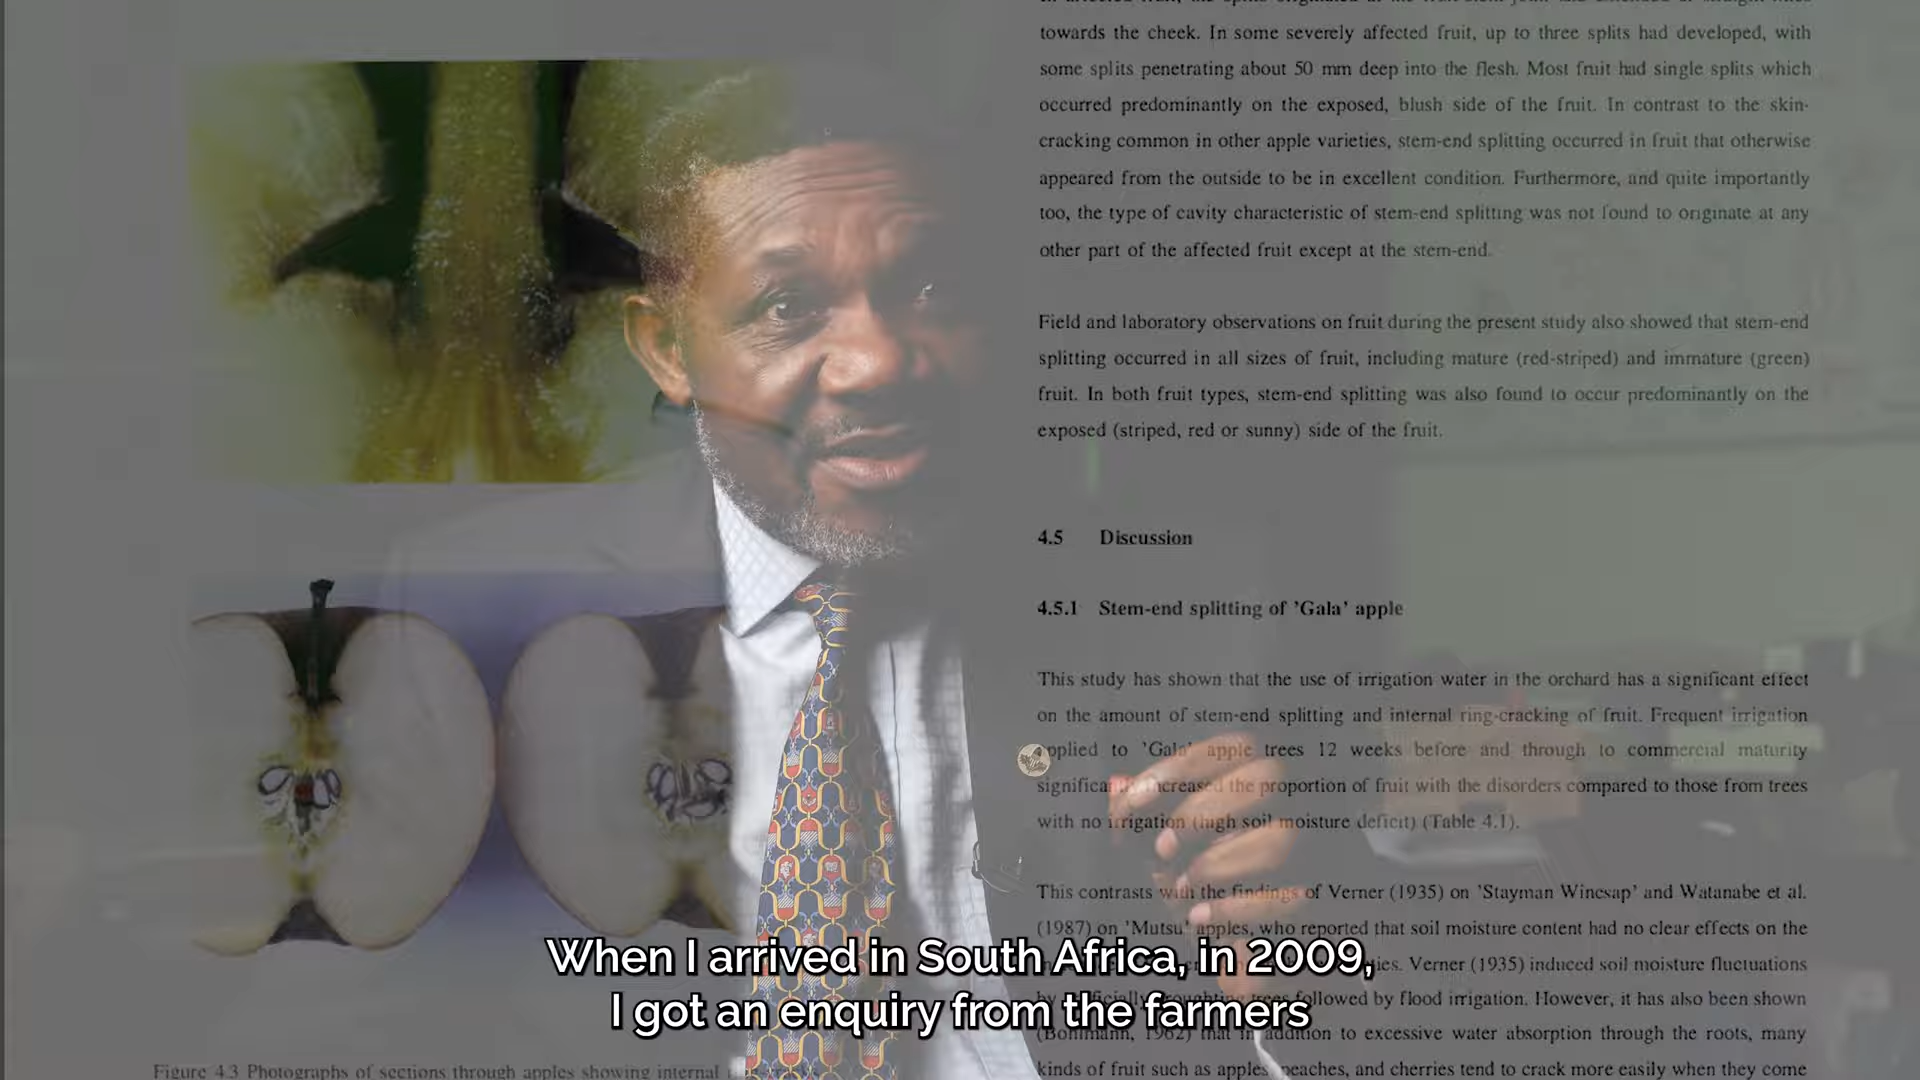 towards the cheek. In some severely affected fruit, up to three splits had developed, with
some splits penetrating about 50 mm deep into the flesh. Most fruit had single splits which
occurred predominantly on the exposed, blush side of the fruit. In contrast to the skin-
cracking common in other apple varieties, stem-end splitting occurred in fruit that otherwise
appeared from the outside to be in excellent condition. Furthermore, and quite importantly
too, the type of cavity characteristic of stem-end splitting was not found to originate at any
other part of the affected fruit except at the stem-end.
Field and laboratory observations on fruit during the present study also showed that stem-end
splitting occurred in all sizes of fruit, including mature (red-striped) and immature (green)
fruit. In both fruit types, stem-end splitting was also found to occur predominantly on the
exposed (striped, red or sunny) side of the fruit.
4.5 Discussion
4.5.1 Stem-end splitting of 'Gala' apple
This study has shown that the use of irrigation water in the orchard has a significant effect
on the amount of stem-end splitting and internal ring-cracking of fruit. Frequent irrigation
applied to 'Gala' apple trees 12 weeks before and through to commercial maturity
significantly increased the proportion of fruit with the disorders compared to those from trees
with no irrigation (high soil moisture deficit) (Table 4.1).
This contrasts with the findings of Verner (1935) on 'Stayman Winesap' and Watanabe et al.
(1987) on 'Mutsu' apples, who reported that soil moisture content had no clear effects on the
Verner (1935) induced soil moisture fluctuations
by artificially droughting trees followed by flood irrigation. However, it has also been shown
(Bohlmann, 1962) that in addition to excessive water absorption through the roots, many
kinds of fruit such as apples, peaches, and cherries tend to crack more easily when they come
Figure 4.3 Photographs of sections through apples showing internal
When I arrived in South Africa, in 2009,
I got an enquiry from the farmers